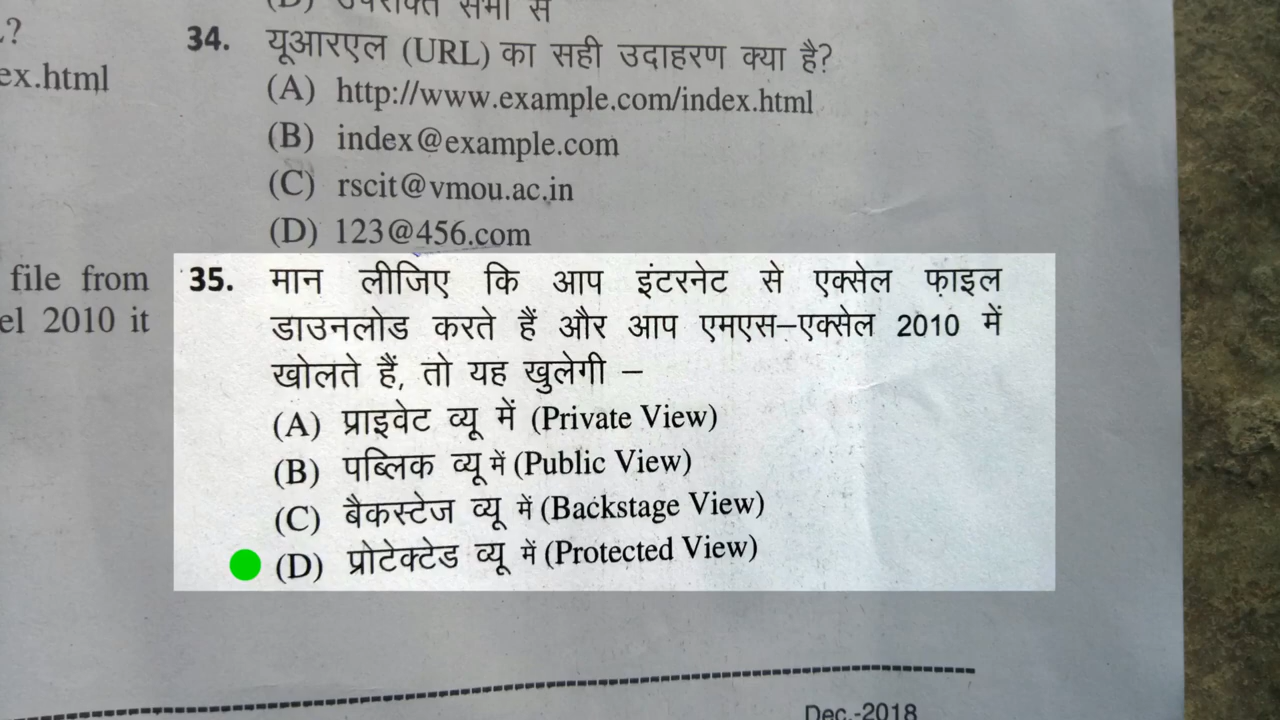 (D) उपरोक्त सभी से
?
ex.html
34. यूआरएल (URL) का सही उदाहरण क्या है?
(A) http://www.example.com/index.html
(B) index@example.com
(C) rscit@vmou.ac.in
(D) 123@456.com
file from
el 2010 it
35. मान लीजिए कि आप इंटरनेट से एक्सेल फ़ाइल
डाउनलोड करते हैं और आप एमएस-एक्सेल 2010 में
खोलते हैं, तो यह खुलेगी –
(A) प्राइवेट व्यू में (Private View)
(B) पब्लिक व्यू में (Public View)
(C) बैकस्टेज व्यू में (Backstage View)
(D) प्रोटेक्टेड व्यू में (Protected View)
Dec.-2018